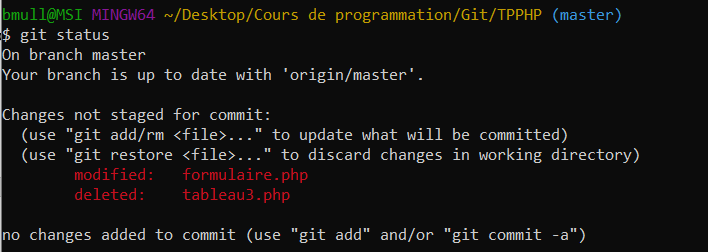 bmull@MSI MINGW64 ~/Desktop/Cours de programmation/Git/TPPHP (master)
$ git status
On branch master
Your branch is up to date with 'origin/master'.

Changes not staged for commit:
  (use "git add/rm <file>..." to update what will be committed)
  (use "git restore <file>..." to discard changes in working directory)
        modified:   formulaire.php
        deleted:    tableau3.php

no changes added to commit (use "git add" and/or "git commit -a")